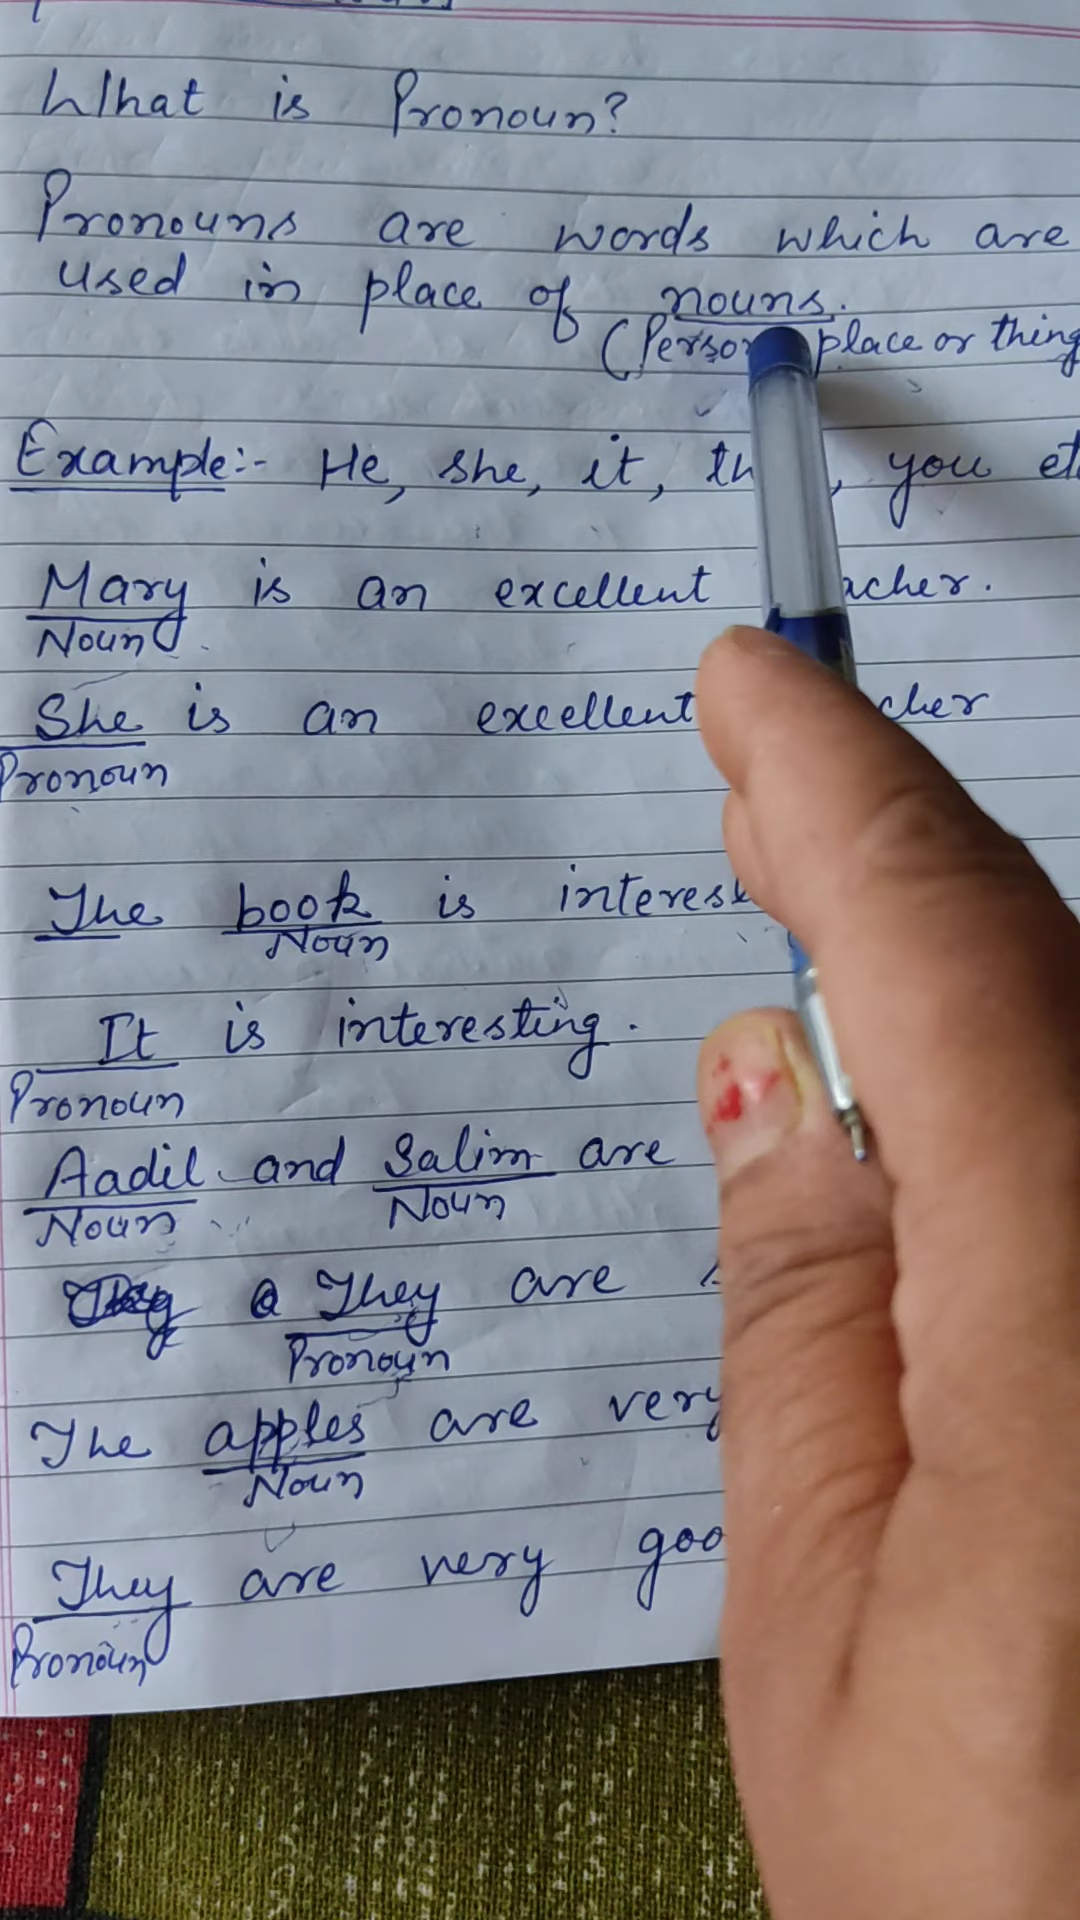 What is Pronoun?
Pronouns are words which are
used in place of nouns.
(Person place or thing
Example:- He, she, it, , you
Mary is an excellent
Noun
She is an excellent
Pronoun
The book is
Noun
It is interesting.
Pronoun
Aadil and Salim are
Noun Noun
They are
Pronoun
The apples are very
Noun
They are very
Pronoun